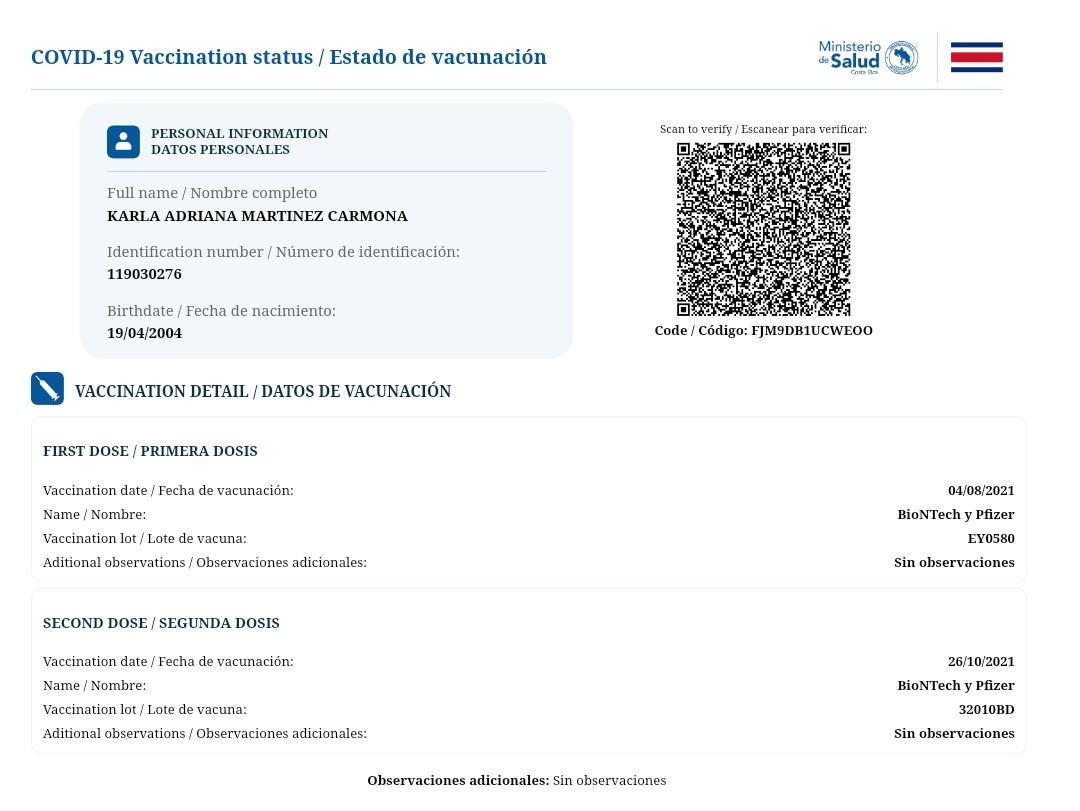 COVID-19 Vaccination status / Estado de vacunación
Ministerio
de Salud
Costa Rica
PERSONAL INFORMATION
DATOS PERSONALES
Full name / Nombre completo
KARLA ADRIANA MARTINEZ CARMONA
Identification number / Número de identificación:
119030276
Birthdate / Fecha de nacimiento:
19/04/2004
Scan to verify / Escanear para verificar:
Code / Código: FJM9DB1UCWEOO
VACCINATION DETAIL / DATOS DE VACUNACIÓN
FIRST DOSE / PRIMERA DOSIS
Vaccination date / Fecha de vacunación: 04/08/2021
Name / Nombre: BioNTech y Pfizer
Vaccination lot / Lote de vacuna: EY0580
Aditional observations / Observaciones adicionales: Sin observaciones
SECOND DOSE / SEGUNDA DOSIS
Vaccination date / Fecha de vacunación: 26/10/2021
Name / Nombre: BioNTech y Pfizer
Vaccination lot / Lote de vacuna: 32010BD
Aditional observations / Observaciones adicionales: Sin observaciones
Observaciones adicionales: Sin observaciones